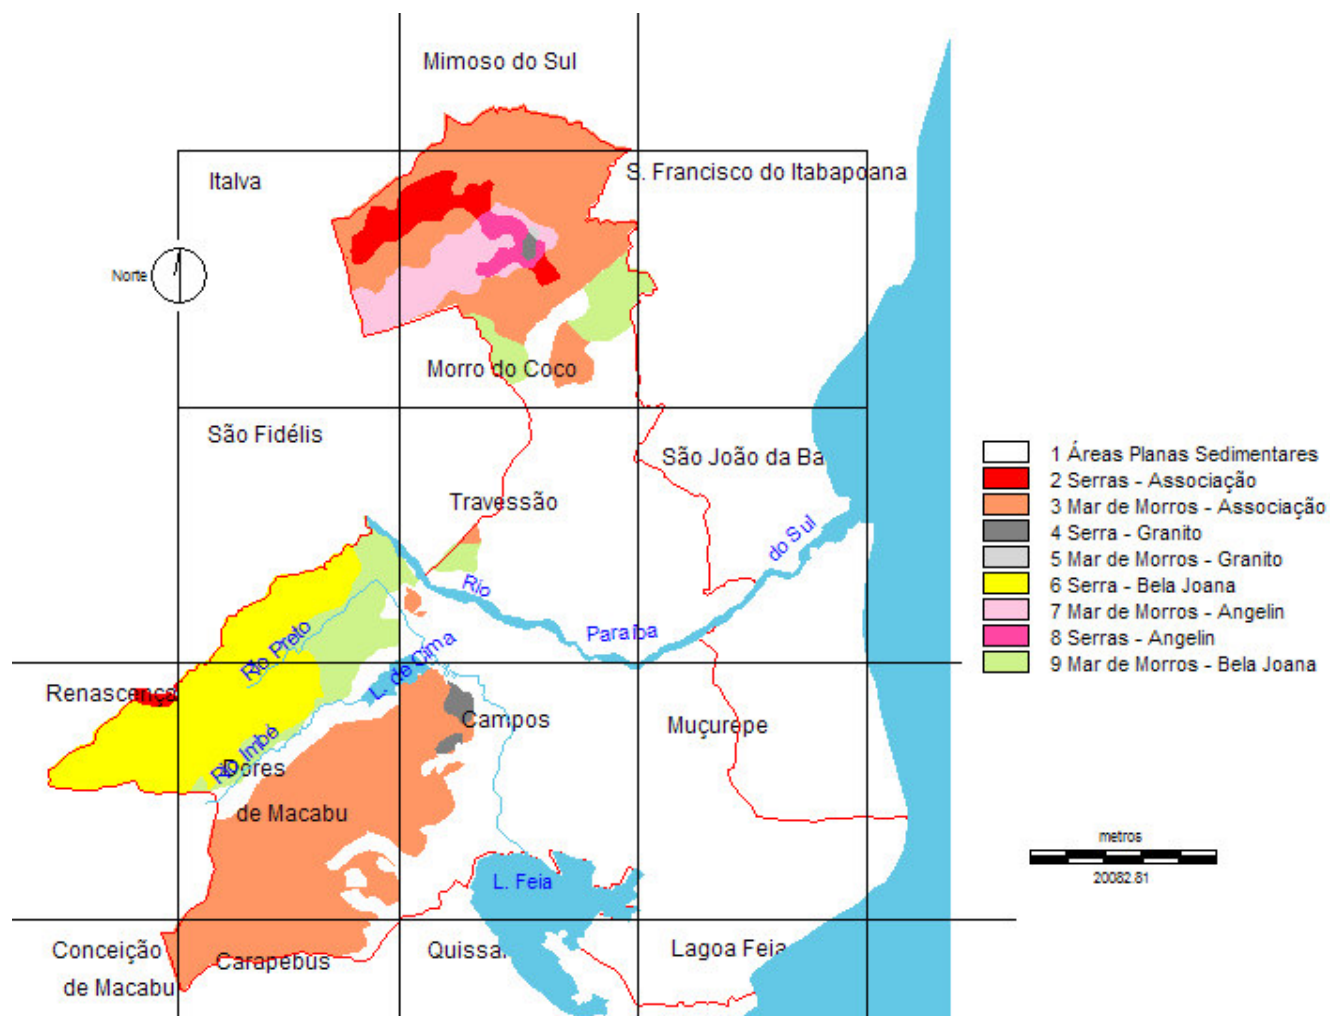 Mimoso do Sul
Italva
S. Francisco do Itabapoana
Norte
Morro do Coco
São Fidélis
São João da Ba
Travessão
do Sul
Rio
Paraíba
Rio Preto
L. de Cima
Renascença
Campos
Muçurepe
Rio Imbé
Dores
de Macabu
L. Feia
Conceição
de Macabu
Carapebus
Quissa
Lagoa Feia
1 Áreas Planas Sedimentares
2 Serras - Associação
3 Mar de Morros - Associação
4 Serra - Granito
5 Mar de Morros - Granito
6 Serra - Bela Joana
7 Mar de Morros - Angelin
8 Serras - Angelin
9 Mar de Morros - Bela Joana
metros
20082.81